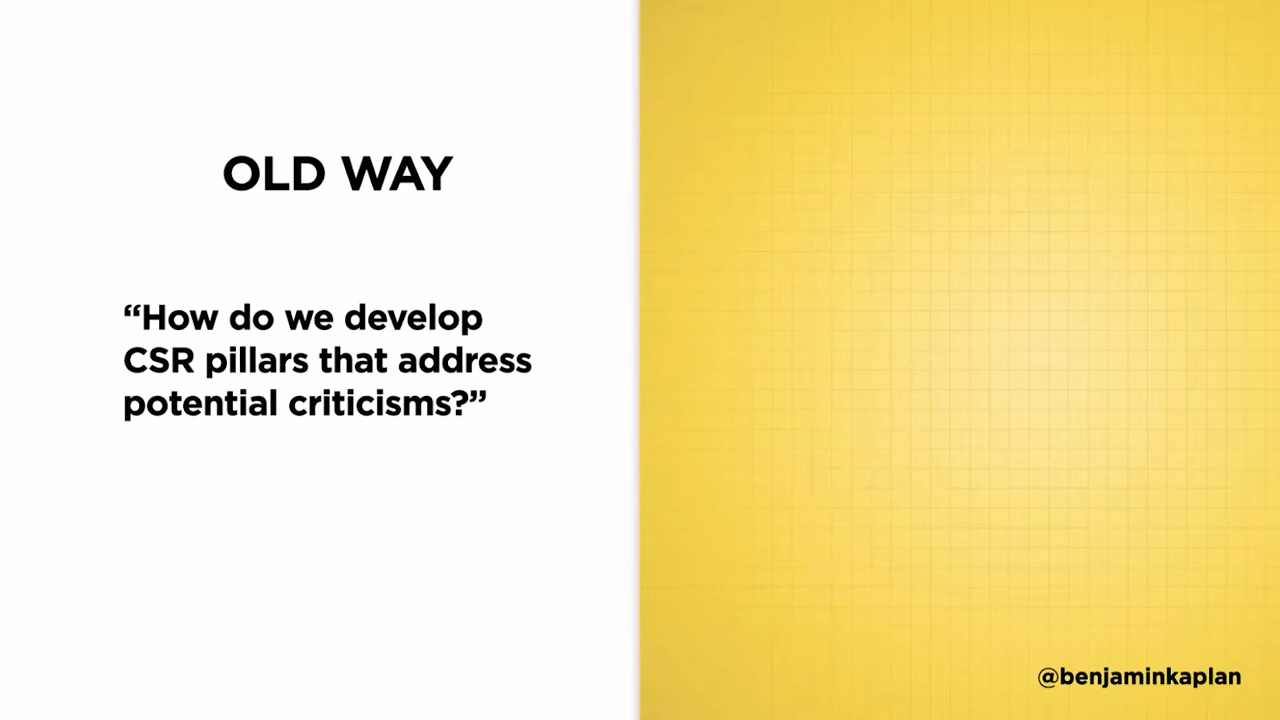 OLD WAY
“How do we develop
CSR pillars that address
potential criticisms?”
@benjaminkaplan